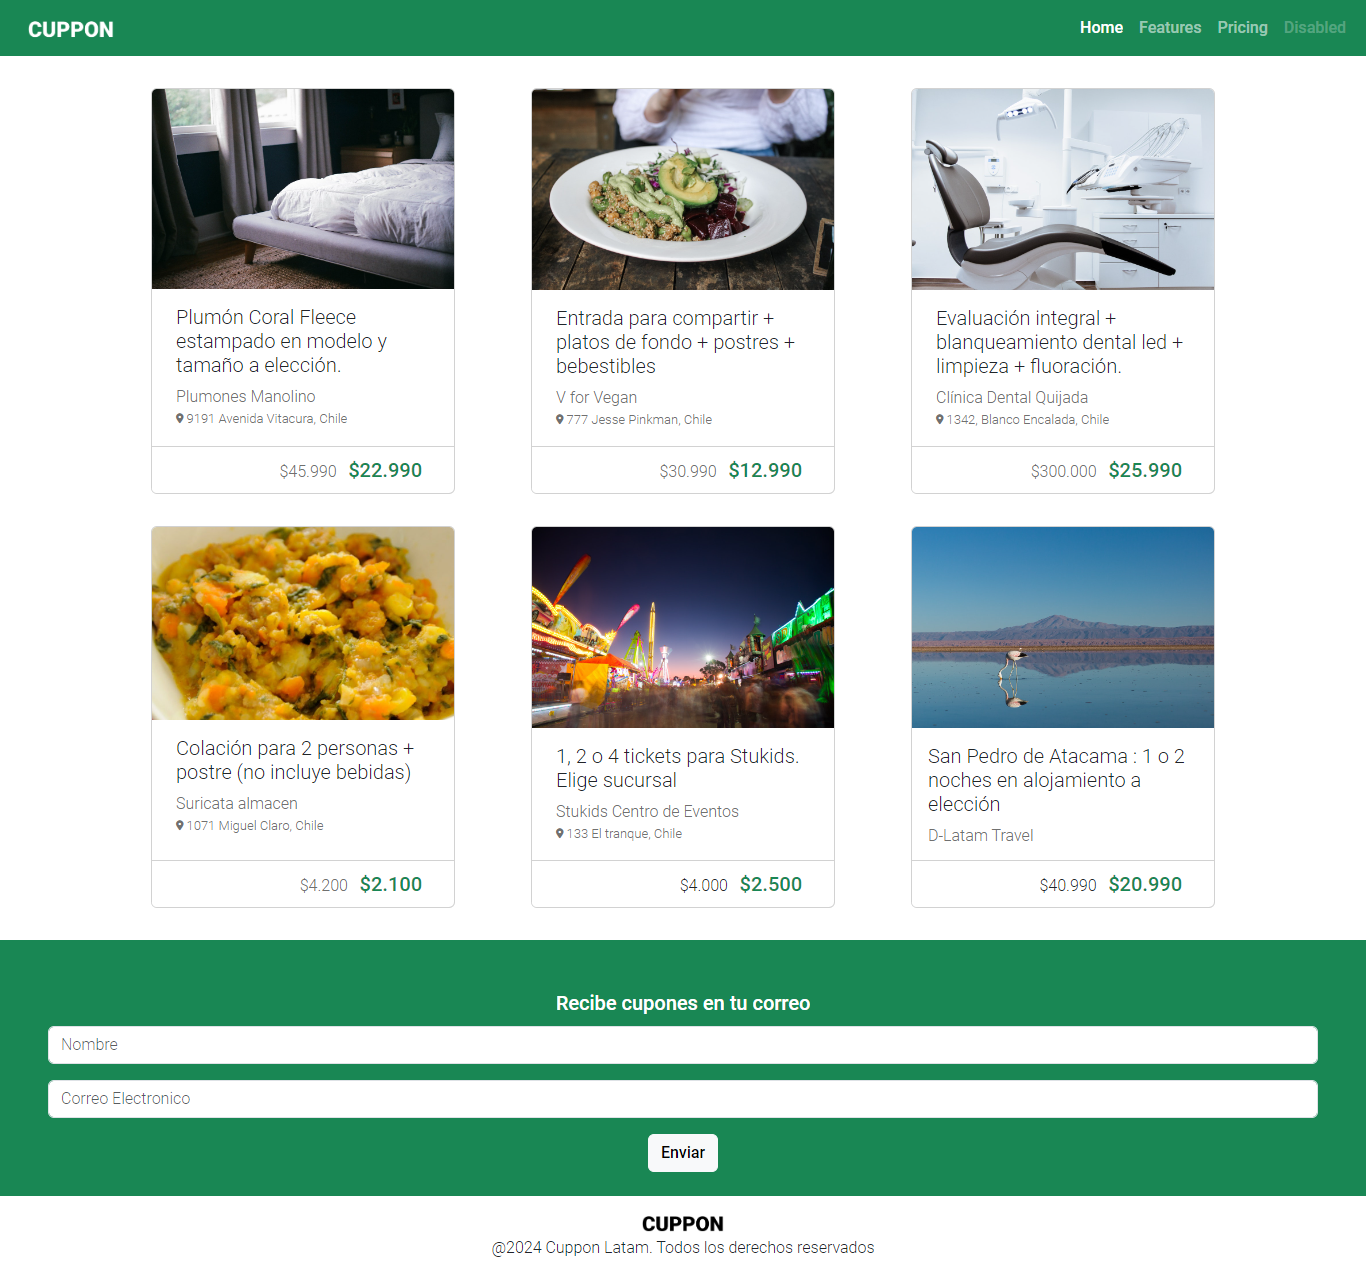 CUPPON
Home Features Pricing Disabled
Plumón Coral Fleece
estampado en modelo y
tamaño a elección.
Plumones Manolino
9191 Avenida Vitacura, Chile
$45.990 $22.990
Entrada para compartir +
platos de fondo + postres +
bebestibles
V for Vegan
777 Jesse Pinkman, Chile
$30.990 $12.990
Evaluación integral +
blanqueamiento dental led +
limpieza + fluoración.
Clínica Dental Quijada
1342, Blanco Encalada, Chile
$300.000 $25.990
Colación para 2 personas +
postre (no incluye bebidas)
Suricata almacen
1071 Miguel Claro, Chile
$4.200 $2.100
1, 2 o 4 tickets para Stukids.
Elige sucursal
Stukids Centro de Eventos
133 El tranque, Chile
$4.000 $2.500
San Pedro de Atacama : 1 o 2
noches en alojamiento a
elección
D-Latam Travel
$40.990 $20.990
Recibe cupones en tu correo
Nombre
Correo Electronico
Enviar
CUPPON
@2024 Cuppon Latam. Todos los derechos reservados